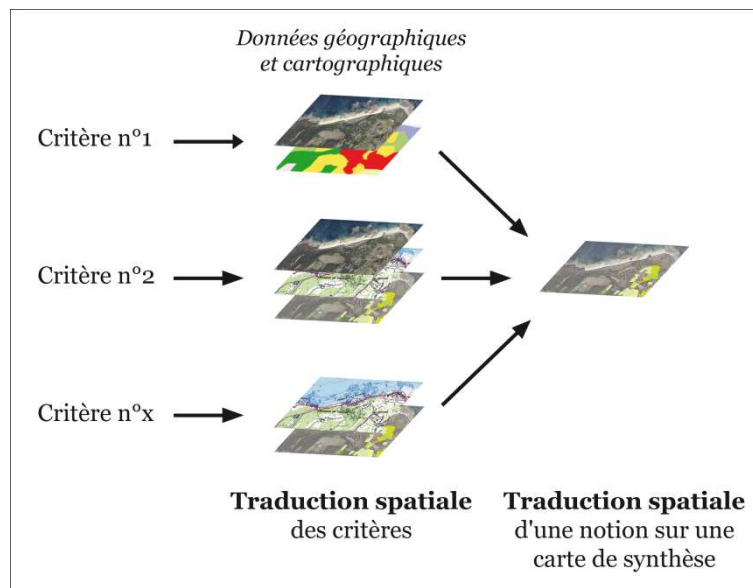 Données géographiques
et cartographiques
Critère n°1
Critère n°2
Critère n°x
Traduction spatiale
des critères
Traduction spatiale
d'une notion sur une
carte de synthèse